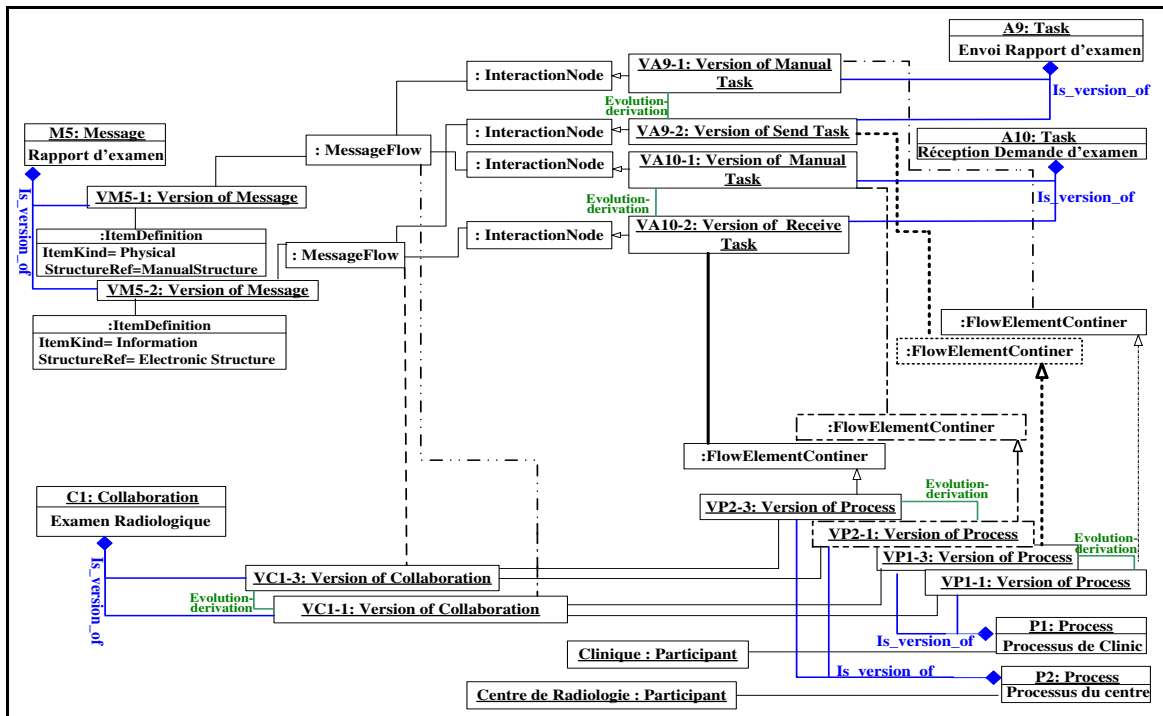 A9: Task
Envoi Rapport d'examen
VA9-1: Version of Manual
Task
: InteractionNode
Is_version_of
Evolution-
derivation
M5: Message
Rapport d'examen
: InteractionNode
VA9-2: Version of Send Task
A10: Task
Réception Demande d'examen
: MessageFlow
: InteractionNode
VA10-1: Version of Manual
Task
Is_version_of
VM5-1: Version of Message
Is_version_of
Evolution-
derivation
:ItemDefinition
ItemKind= Physical
StructureRef=ManualStructure
: MessageFlow
: InteractionNode
VA10-2: Version of Receive
Task
VM5-2: Version of Message
:ItemDefinition
ItemKind= Information
StructureRef= Electronic Structure
:FlowElementContiner
:FlowElementContiner
:FlowElementContiner
:FlowElementContiner
C1: Collaboration
Examen Radiologique
Evolution-
derivation
VP2-3: Version of Process
VP2-1: Version of Process
Evolution-
derivation
VP1-3: Version of Process
Is_version_of
VC1-3: Version of Collaboration
VP1-1: Version of Process
Evolution-
derivation
VC1-1: Version of Collaboration
P1: Process
Processus de Clinic
Is_version_of
Clinique : Participant
Is_version_of
P2: Process
Processus du centre
Centre de Radiologie : Participant